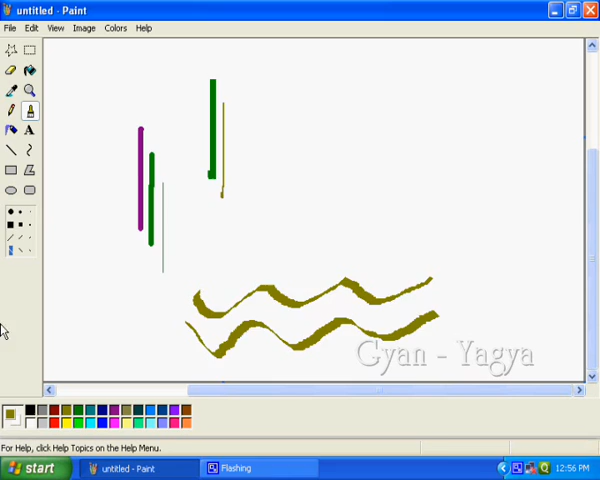 untitled - Paint
File Edit View Image Colors Help
A
Gyan - Yagya
For Help, click Help Topics on the Help Menu.
start untitled - Paint Flashing 12:56 PM